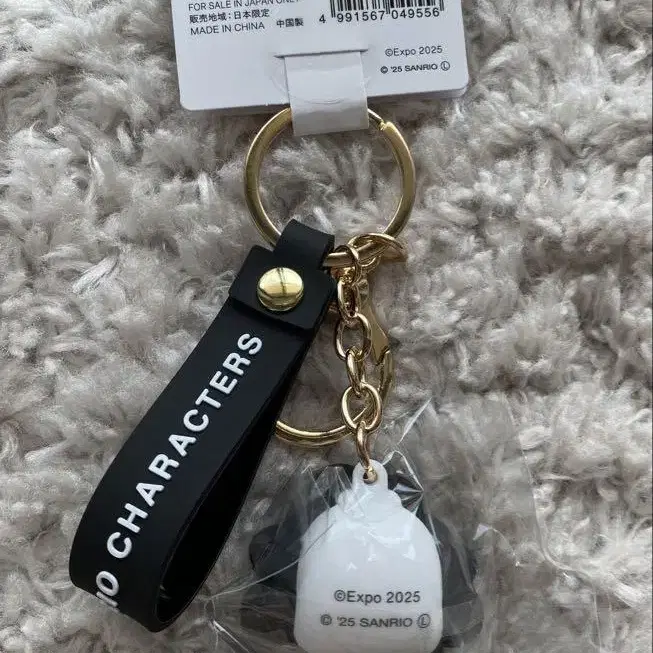 FOR SALE IN JAPAN ONLY
販売地域：日本限定
MADE IN CHINA 中国製
4 991567 049556
©Expo 2025
© '25 SANRIO Ⓛ
CHARACTERS
©Expo 2025
© '25 SANRIO Ⓛ